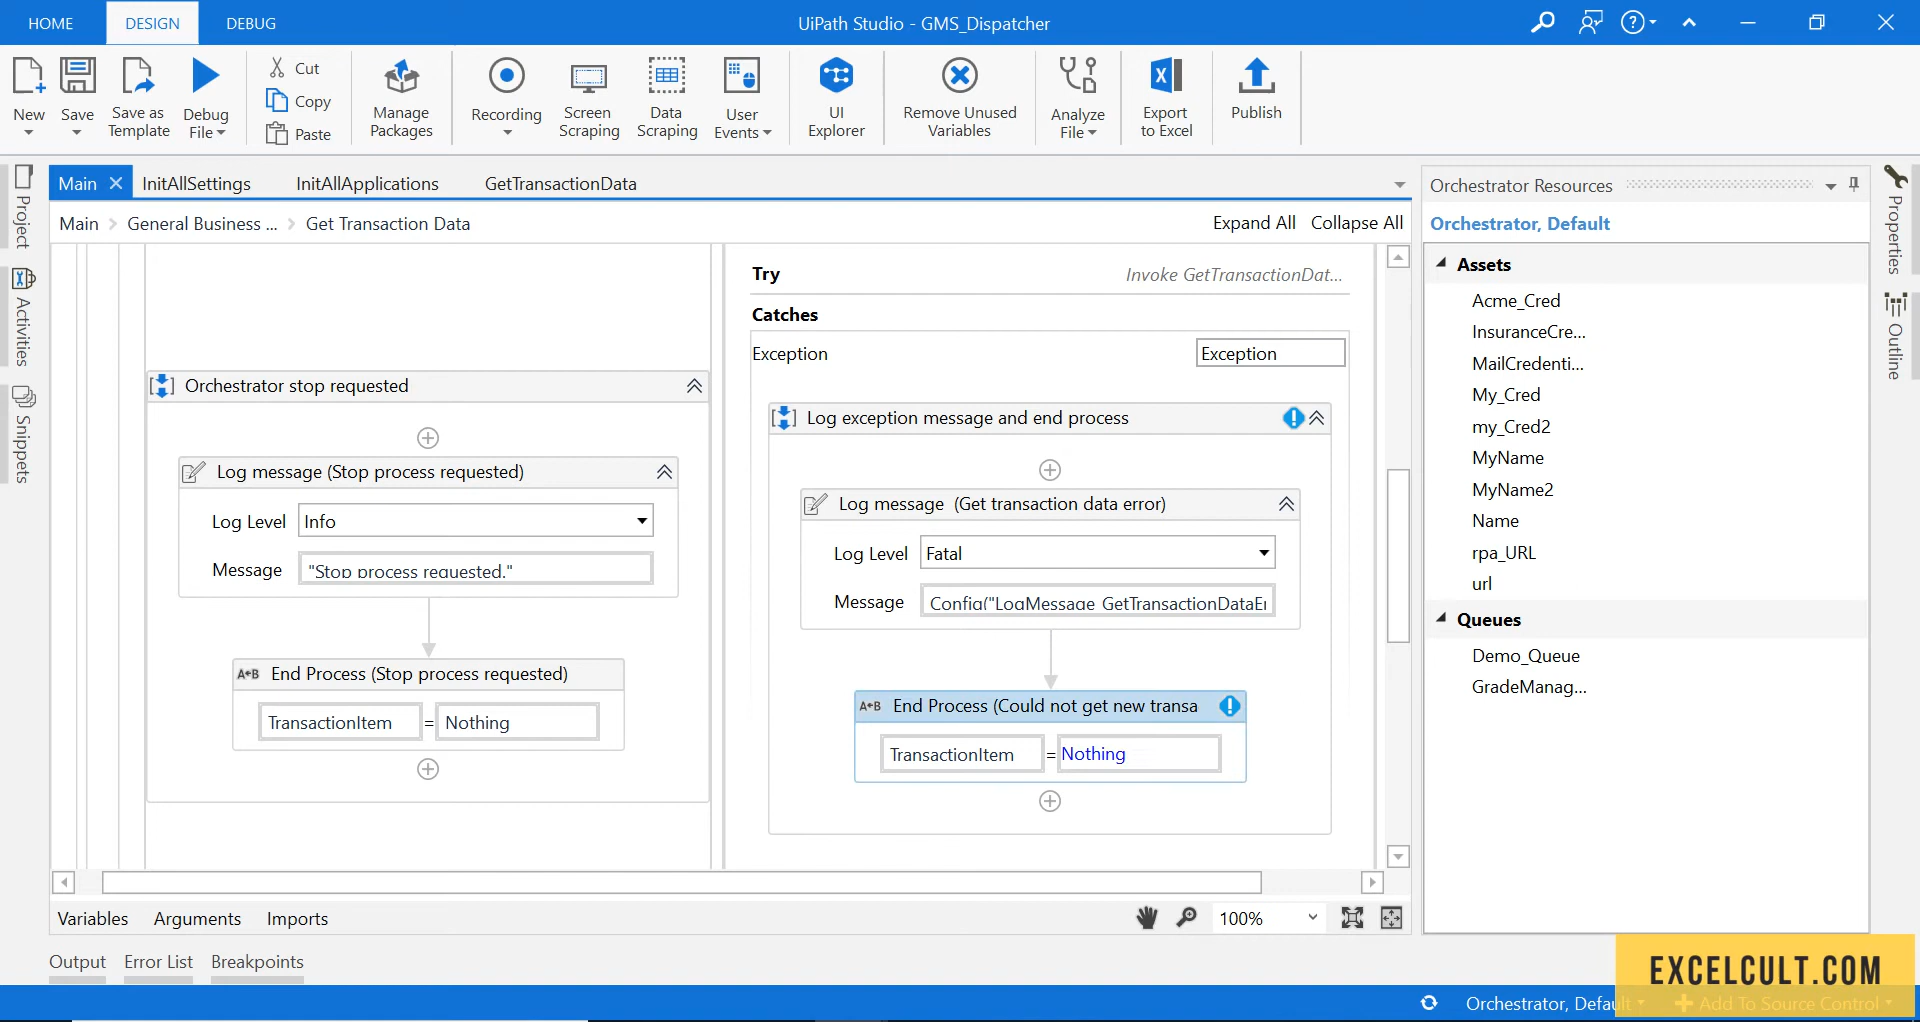 HOME DESIGN DEBUG UiPath Studio - GMS_Dispatcher
New Save Save as Template Debug File Cut Copy Paste Manage Packages Recording Screen Scraping Data Scraping User Events UI Explorer Remove Unused Variables Analyze File Export to Excel Publish
Project
Activities
Snippets
Main InitAllSettings InitAllApplications GetTransactionData
Main General Business ... Get Transaction Data Expand All Collapse All
Orchestrator stop requested
Log message (Stop process requested)
Log Level Info
Message "Stop process requested."
End Process (Stop process requested)
A+B
TransactionItem = Nothing
Try Invoke GetTransactionDat...
Catches
Exception Exception
Log exception message and end process
Log message (Get transaction data error)
Log Level Fatal
Message Config("LogMessage_GetTransactionDataEr
A+B End Process (Could not get new transa
TransactionItem = Nothing
Variables Arguments Imports 100%
Output Error List Breakpoints
Orchestrator Resources
Orchestrator, Default
Assets
Acme_Cred
InsuranceCre...
MailCredenti...
My_Cred
my_Cred2
MyName
MyName2
Name
rpa_URL
url
Queues
Demo_Queue
GradeManag...
Properties
Outline
EXCELCULT.COM
Orchestrator, Default Add To Source Control